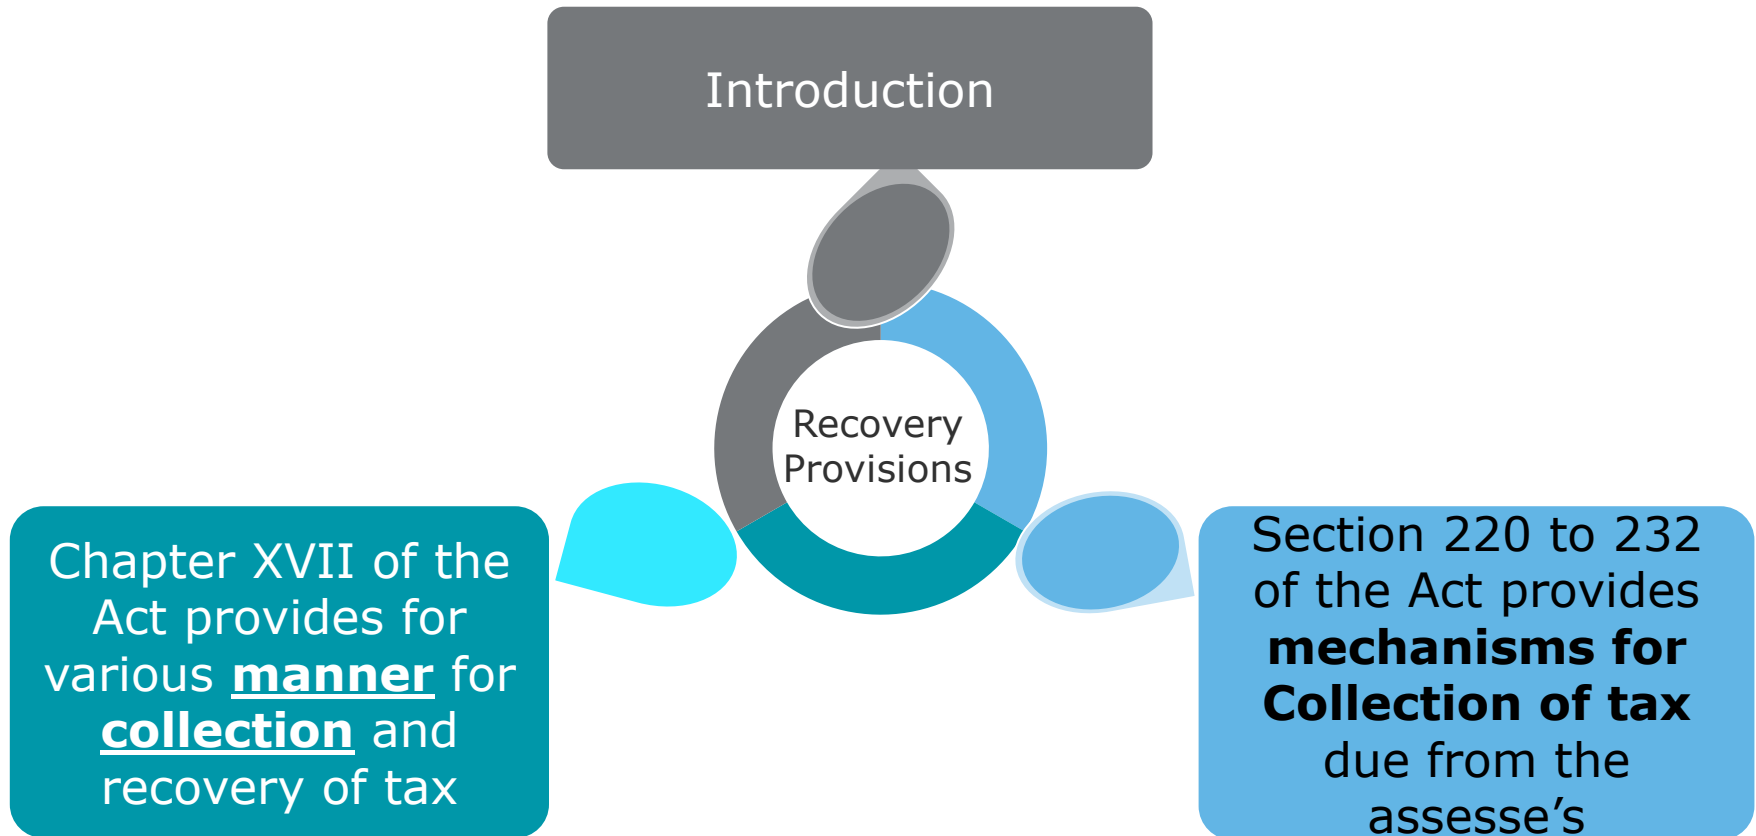 Introduction
Recovery
Provisions
Chapter XVII of the
Act provides for
various manner for
collection and
recovery of tax
Section 220 to 232
of the Act provides
mechanisms for
Collection of tax
due from the
assesse’s